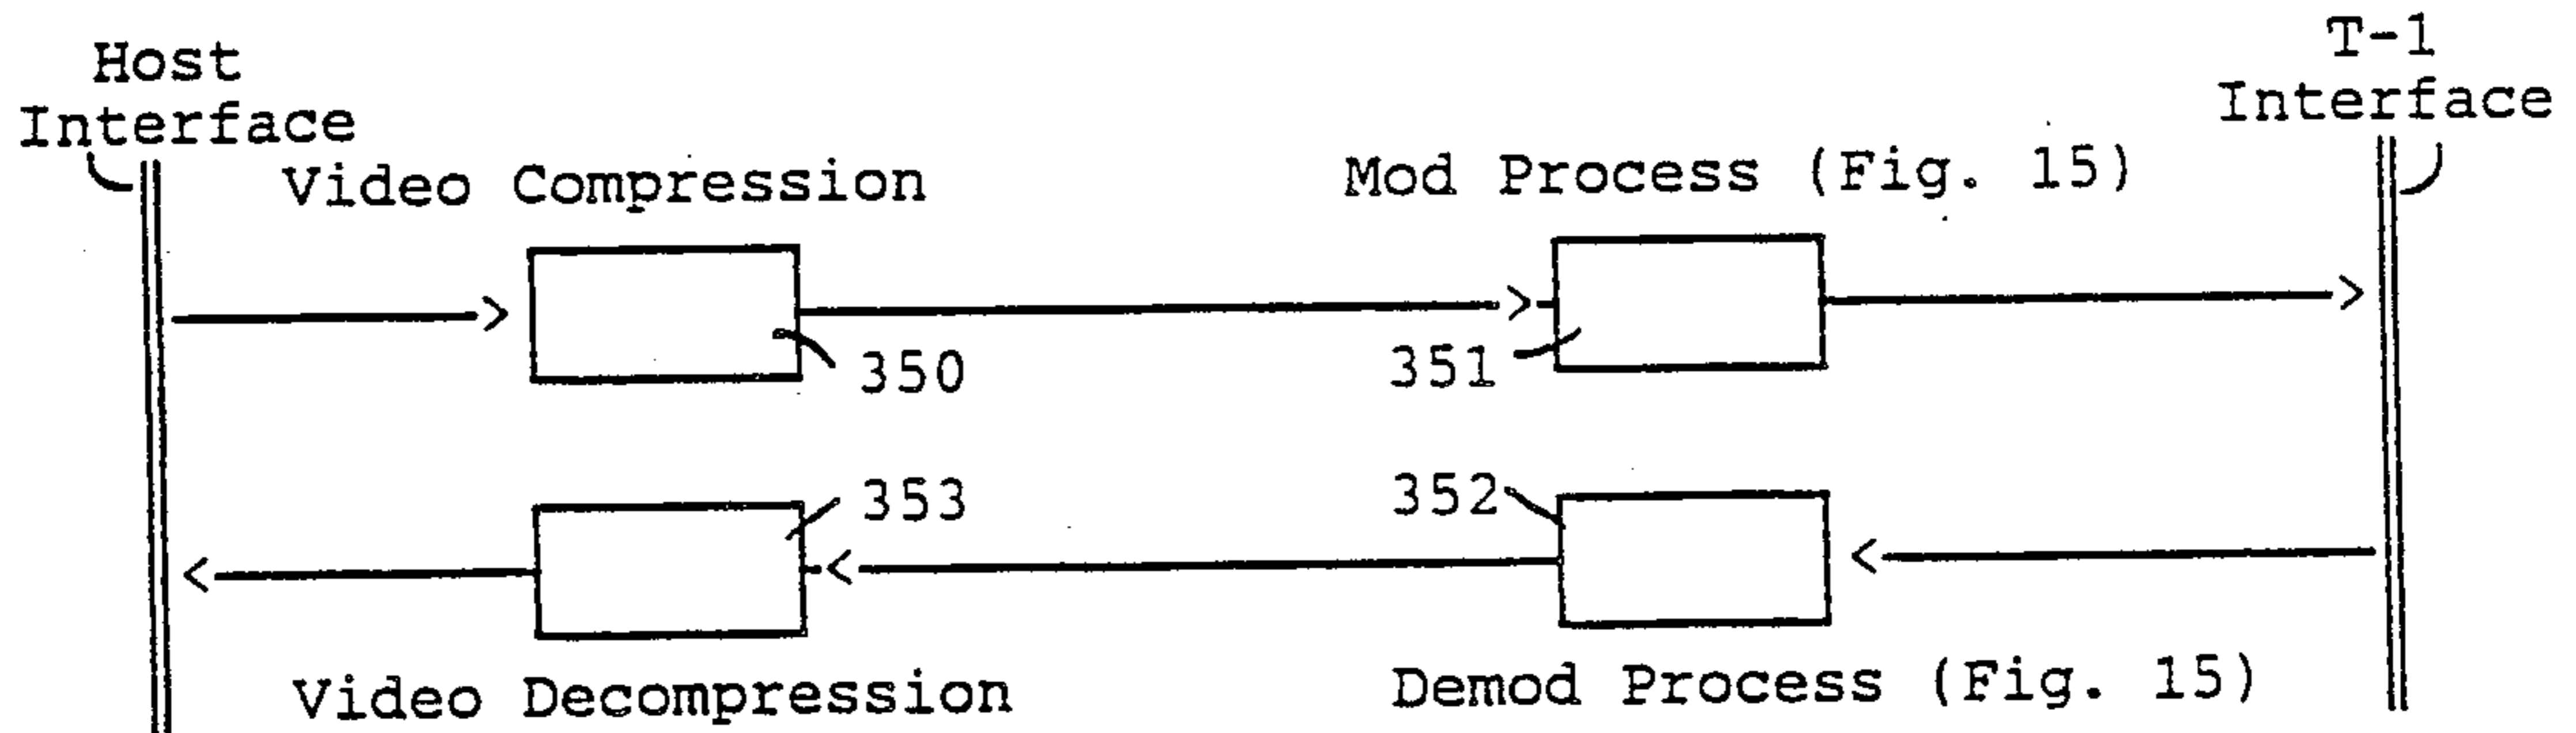 Host
Interface
T-1
Interface
Video Compression
Mod Process (Fig. 15)
350
351
353
352
Video Decompression
Demod Process (Fig. 15)